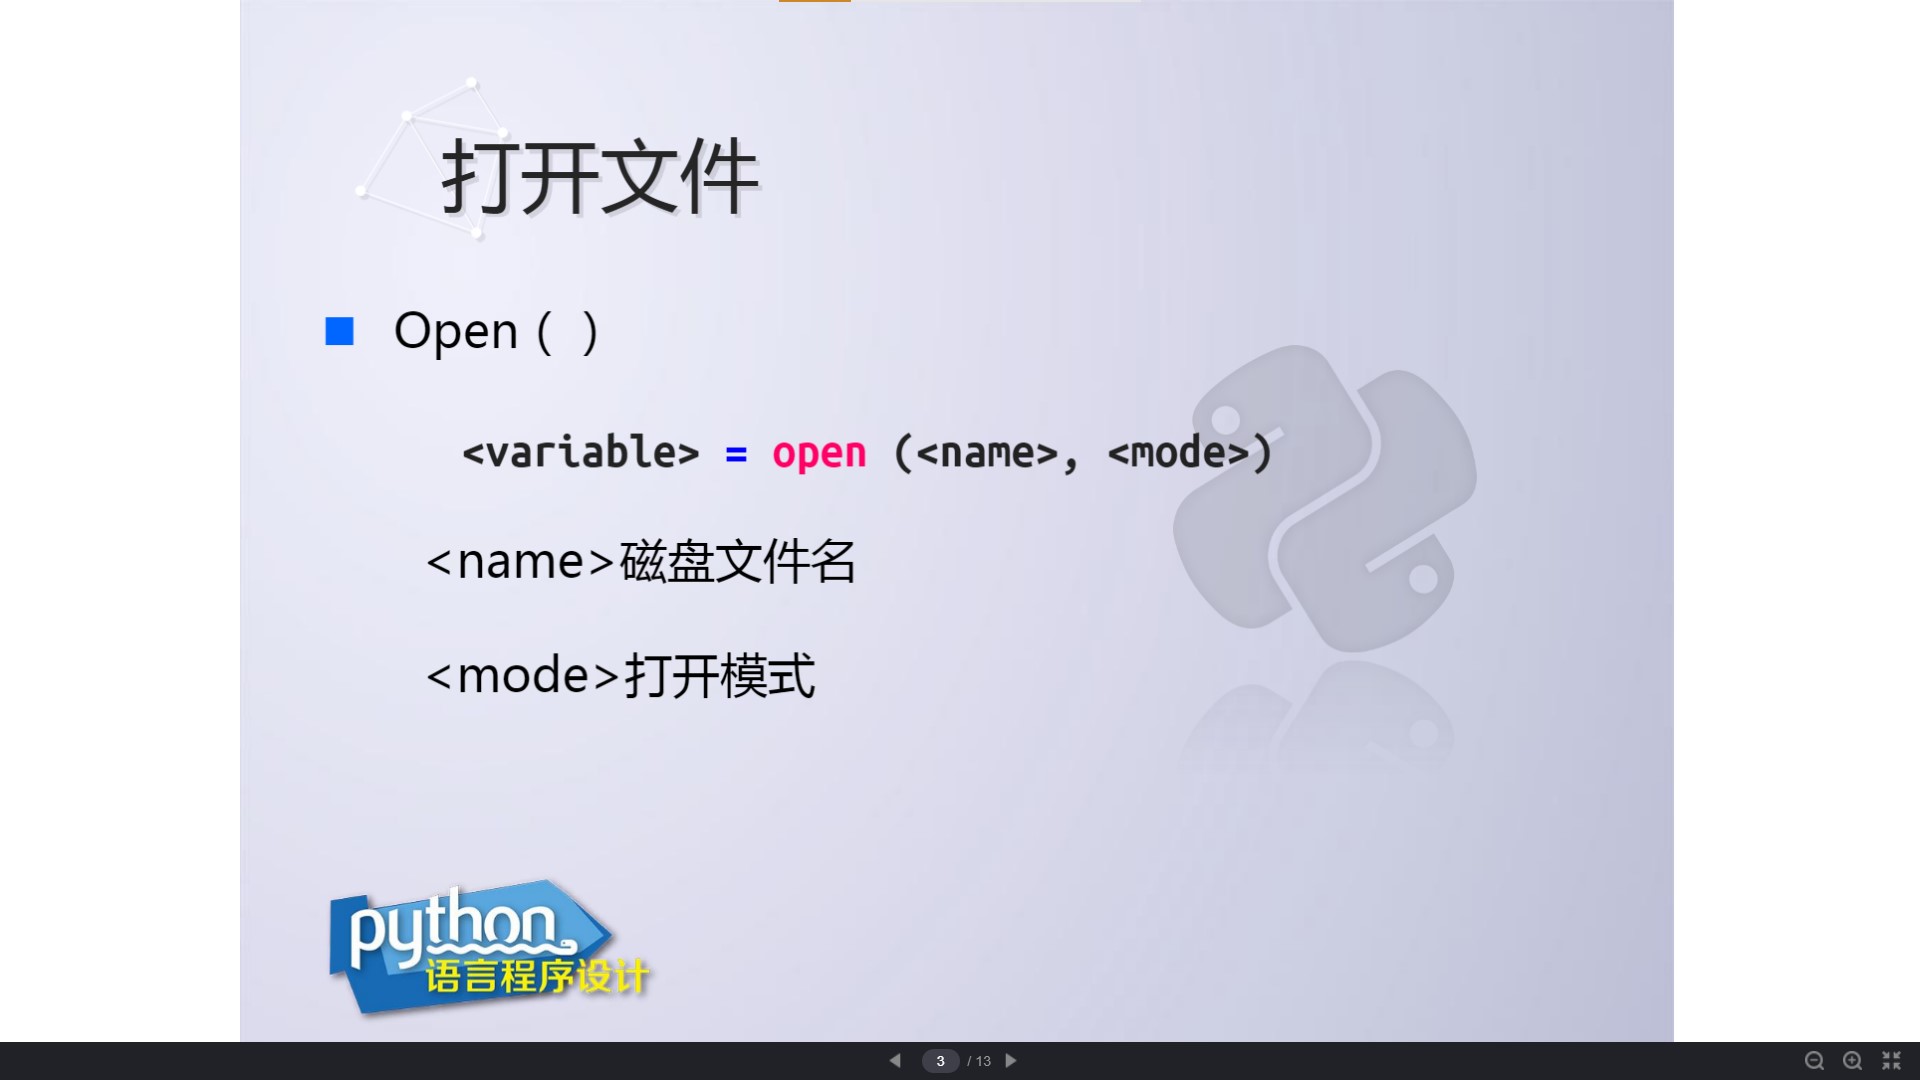 打开文件
Open（ ）
<variable> = open (<name>, <mode>)
<name>磁盘文件名
<mode>打开模式
python
语言程序设计
3 / 13